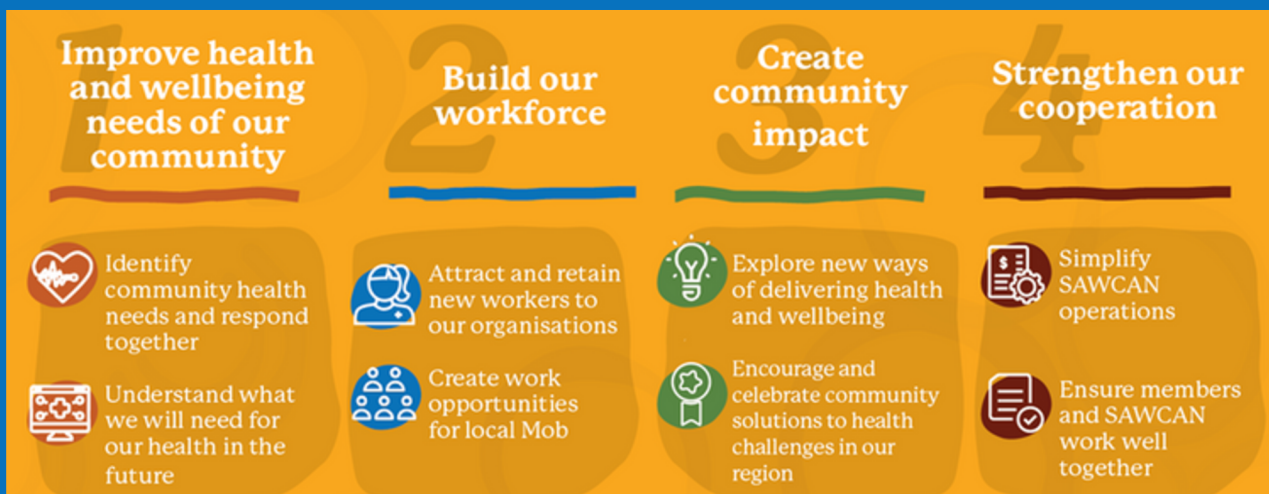 1
Improve health
and wellbeing
needs of our
community
Identify
community health
needs and respond
together
Understand what
we will need for
our health in the
future
2
Build our
workforce
Attract and retain
new workers to
our organisations
Create work
opportunities
for local Mob
3
Create
community
impact
Explore new ways
of delivering health
and wellbeing
Encourage and
celebrate community
solutions to health
challenges in our
region
4
Strengthen our
cooperation
$
Simplify
SAWCAN
operations
Ensure members
and SAWCAN
work well
together